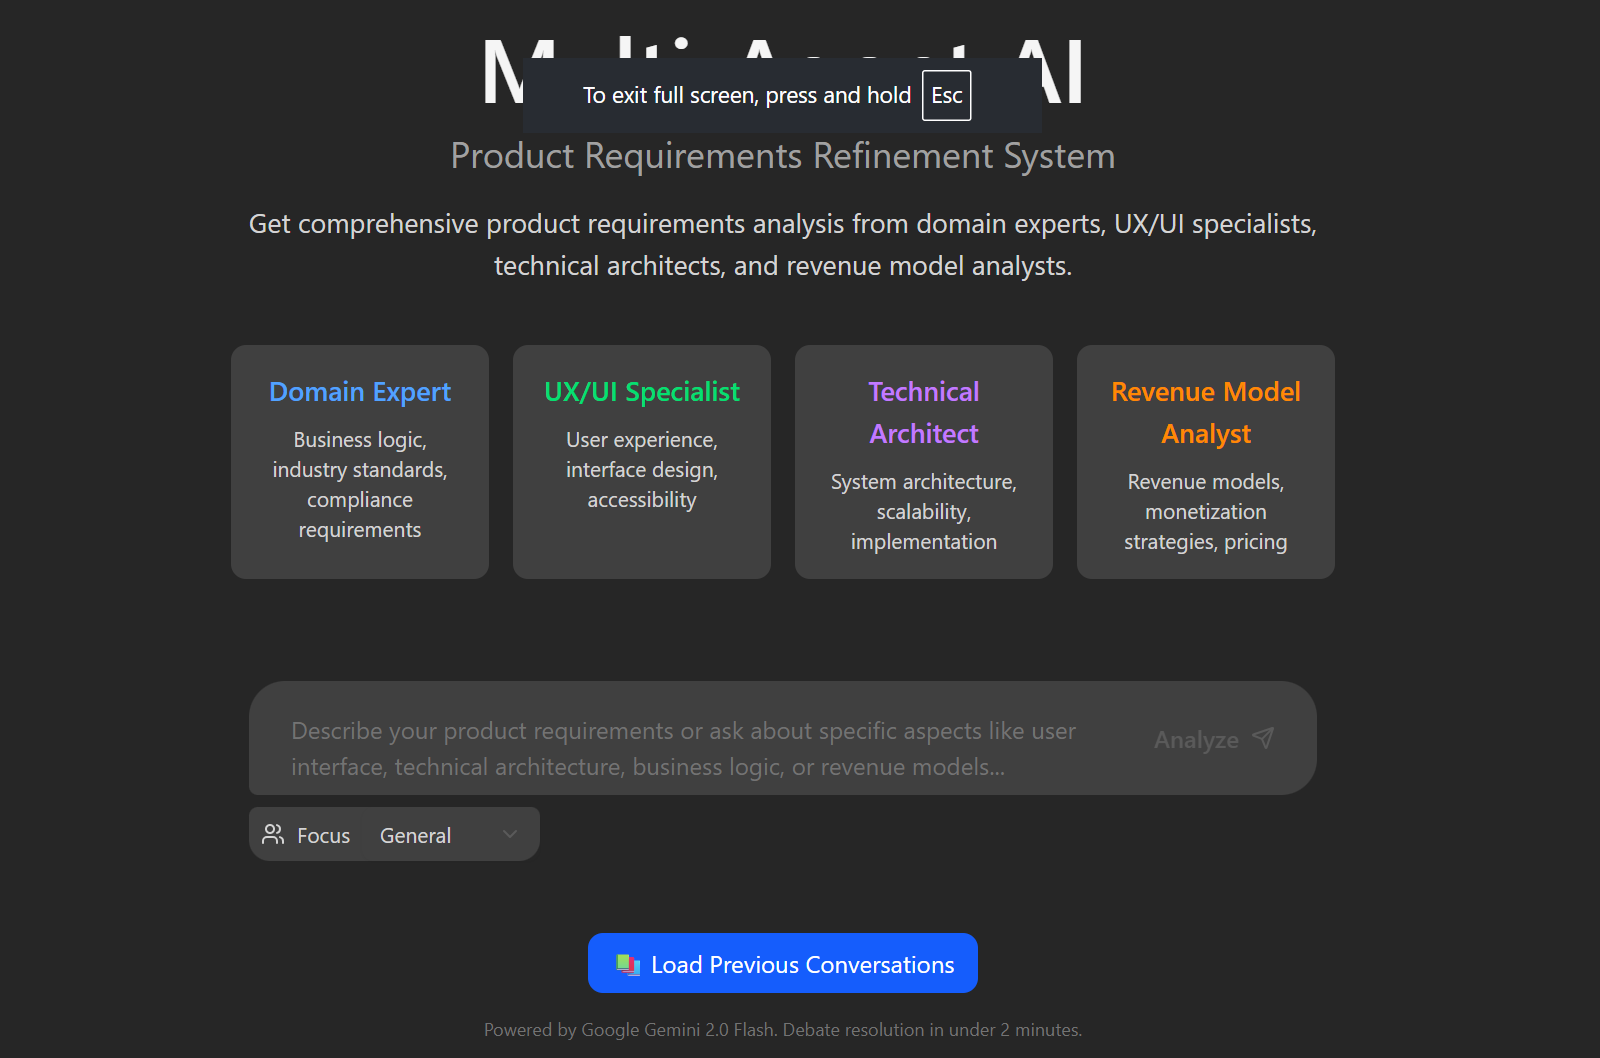 AI
To exit full screen, press and hold Esc
Product Requirements Refinement System
Get comprehensive product requirements analysis from domain experts, UX/UI specialists,
technical architects, and revenue model analysts.
Domain Expert
Business logic,
industry standards,
compliance
requirements
UX/UI Specialist
User experience,
interface design,
accessibility
Technical
Architect
System architecture,
scalability,
implementation
Revenue Model
Analyst
Revenue models,
monetization
strategies, pricing
Describe your product requirements or ask about specific aspects like user
interface, technical architecture, business logic, or revenue models...
Analyze
Focus General
Load Previous Conversations
Powered by Google Gemini 2.0 Flash. Debate resolution in under 2 minutes.